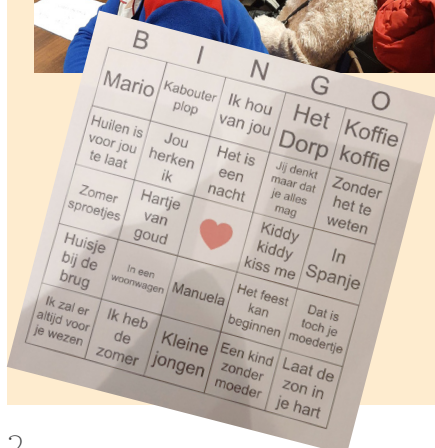 B I N G O
Mario
Kabouter
plop
Ik hou
van jou
Het
Dorp
Koffie
koffie
Huilen is
voor jou
te laat
Jou
herken
ik
Het is
een
nacht
Jij denkt
maar dat
je alles
mag
Zonder
het te
weten
Zomer
sproetjes
Hartje
van
goud
Kiddy
kiddy
kiss me
In
Spanje
Huisje
bij de
brug
In een
woonwagen
Manuela
Het feest
kan
beginnen
Dat is
toch je
moedertje
Ik zal er
altijd voor
je wezen
Ik heb
de
zomer
Kleine
jongen
Een kind
zonder
moeder
Laat de
zon in
je hart